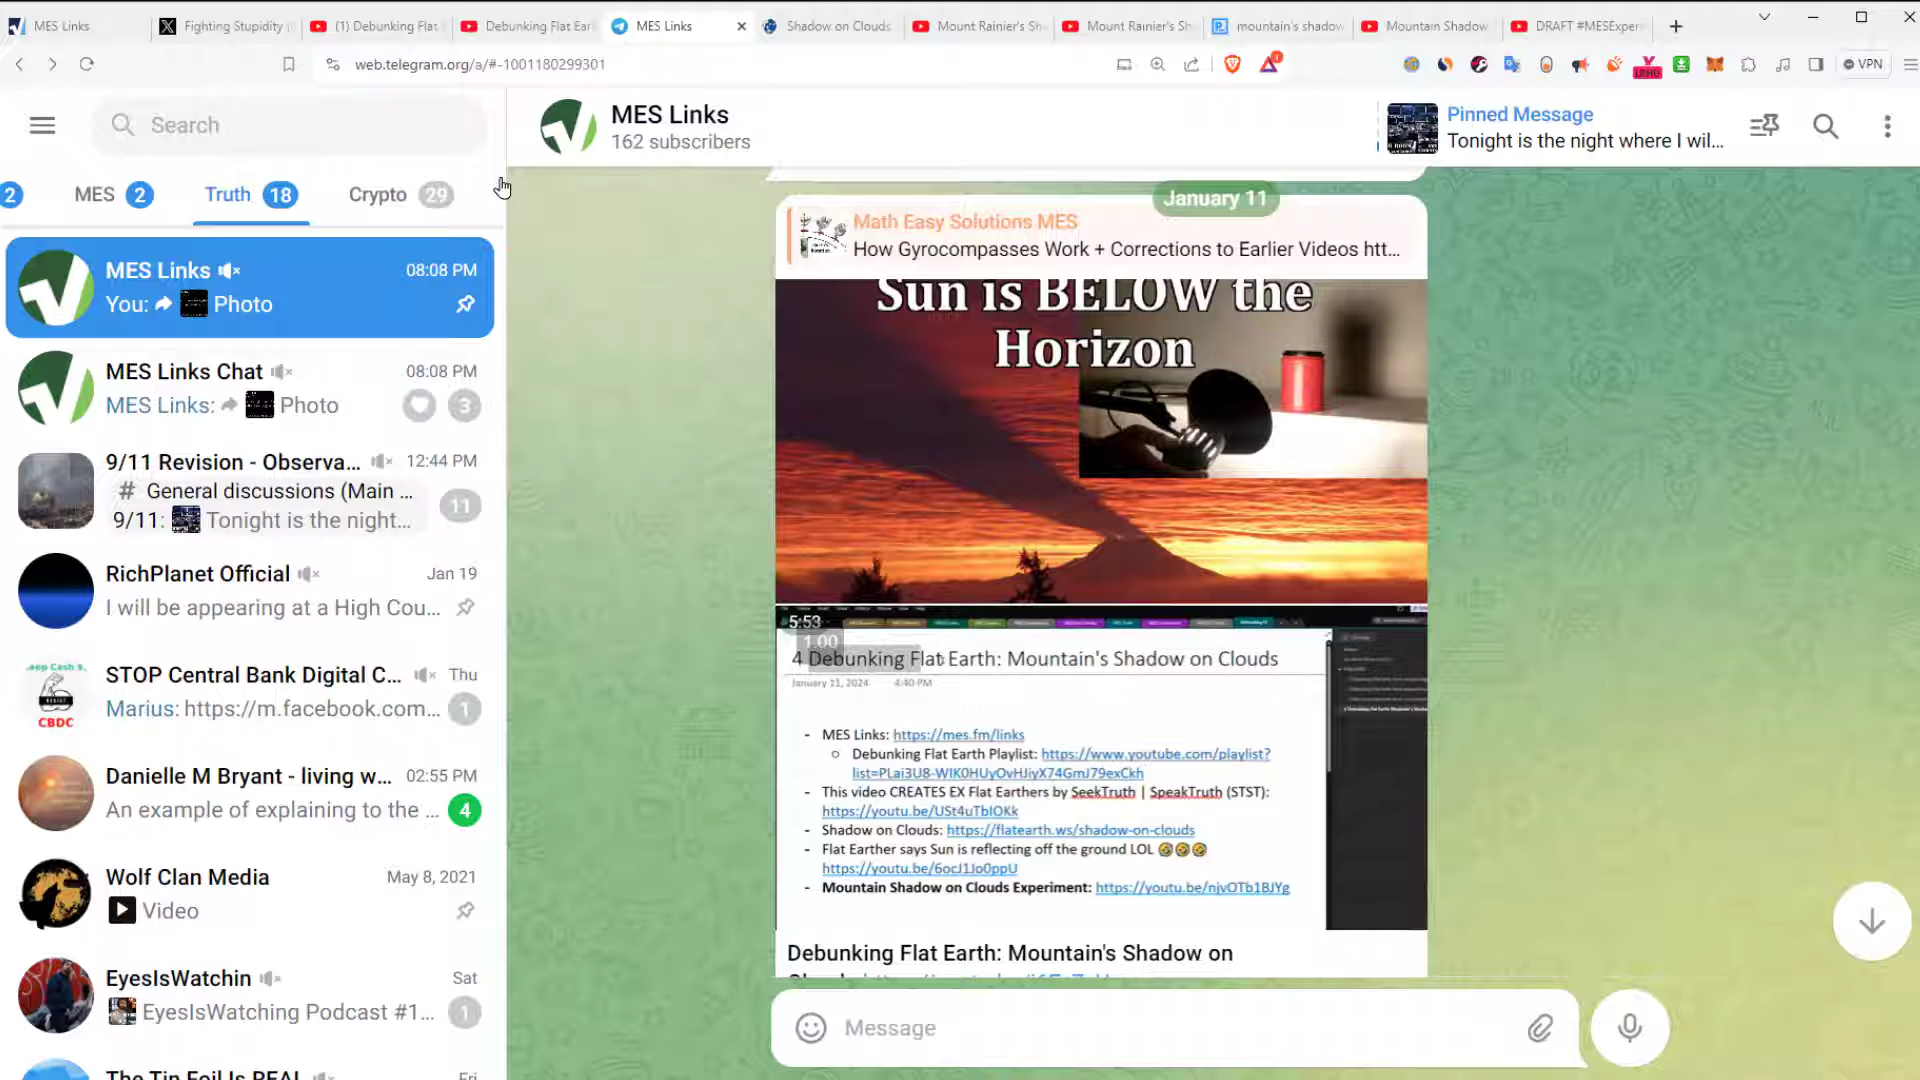 MES Links
Fighting Stupidity (
(1) Debunking Flat
Debunking Flat Ear
MES Links
Shadow on Clouds
Mount Rainier's Sh
Mount Rainier's Sh
mountain's shadow
Mountain Shadow
DRAFT #MESExper
web.telegram.org/a/#-1001180299301
VPN
Search
2
MES 2
Truth 18
Crypto 29
MES Links
162 subscribers
Pinned Message
Tonight is the night where I wil...
MES Links 08:08 PM
You: Photo
MES Links Chat 08:08 PM
MES Links: Photo 3
9/11 Revision - Observa... 12:44 PM
# General discussions (Main ...
9/11: Tonight is the night... 11
RichPlanet Official Jan 19
I will be appearing at a High Cou...
STOP Central Bank Digital C... Thu
Marius: https://m.facebook.com... 1
CBDC
Danielle M Bryant - living w... 02:55 PM
An example of explaining to the ... 4
Wolf Clan Media May 8, 2021
Video
EyesIsWatchin Sat
EyesIsWatching Podcast #1... 1
The Tin Foil Is REAL Fri
January 11
Math Easy Solutions MES
How Gyrocompasses Work + Corrections to Earlier Videos htt...
Sun is BELOW the
Horizon
5:53
1.00
4 Debunking Flat Earth: Mountain's Shadow on Clouds
January 11, 2024 4:40 PM
- MES Links: https://mes.fm/links
○ Debunking Flat Earth Playlist: https://www.youtube.com/playlist?
list=PLai3U8-WIK0HUyOvHJiyX74GmJ79exCkh
- This video CREATES EX Flat Earthers by SeekTruth | SpeakTruth (STST):
https://youtu.be/USt4uTbIOKk
- Shadow on Clouds: https://flatearth.ws/shadow-on-clouds
- Flat Earther says Sun is reflecting off the ground LOL 🤣🤣🤣
https://youtu.be/6ocJ1Jo0ppU
- Mountain Shadow on Clouds Experiment: https://youtu.be/njvOTb1BJYg
Debunking Flat Earth: Mountain's Shadow on
Message